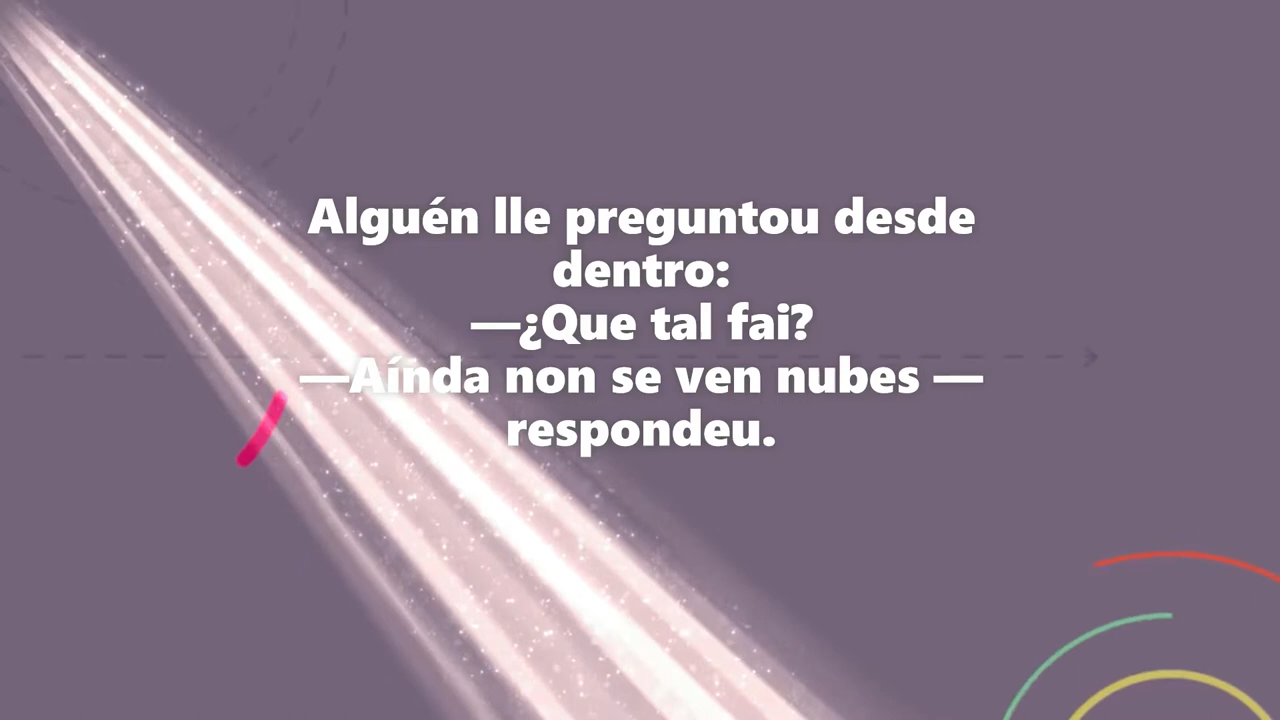 Alguén lle preguntou desde
dentro:
—¿Que tal fai?
—Aínda non se ven nubes —
respondeu.